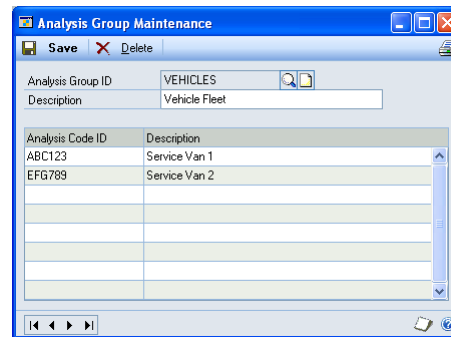 Analysis Group Maintenance
Save Delete
Analysis Group ID VEHICLES
Description Vehicle Fleet
Analysis Code ID Description
ABC123 Service Van 1
EFG789 Service Van 2